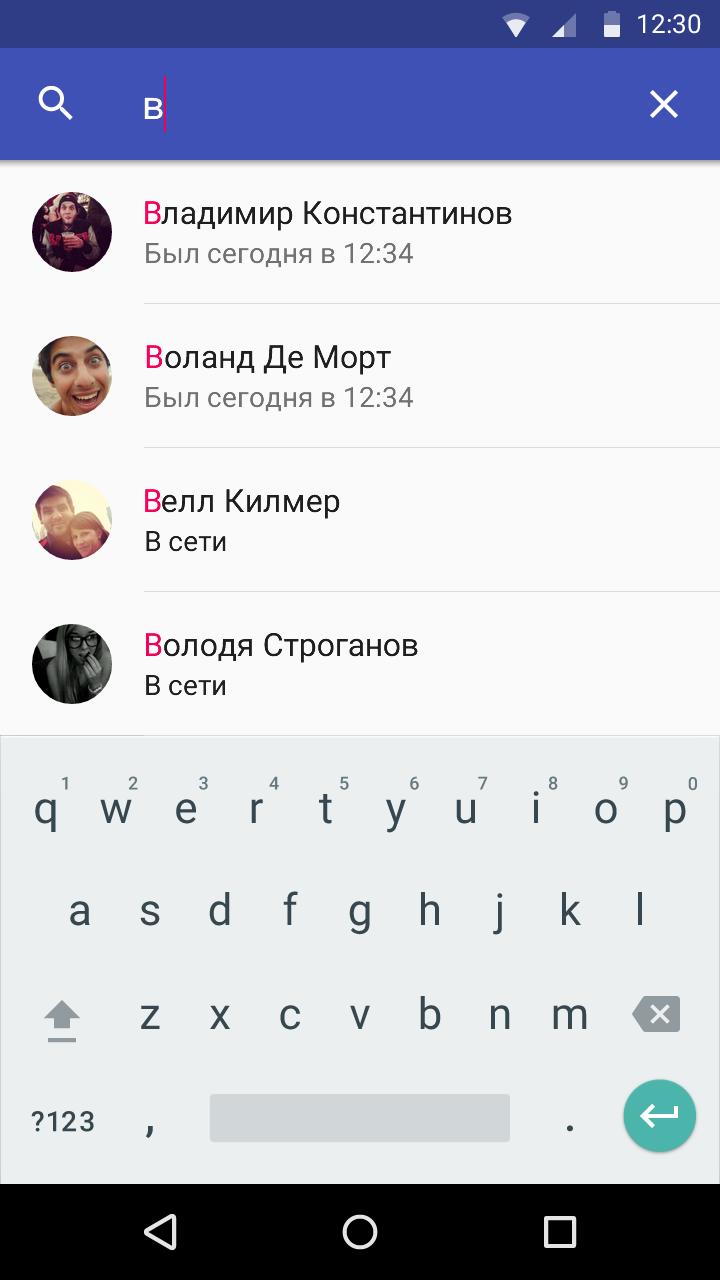 12:30
в
Владимир Константинов
Был сегодня в 12:34
Воланд Де Морт
Был сегодня в 12:34
Велл Килмер
В сети
Володя Строганов
В сети
1 2 3 4 5 6 7 8 9 0
q w e r t y u i o p
a s d f g h j k l
z x c v b n m
?123 , .